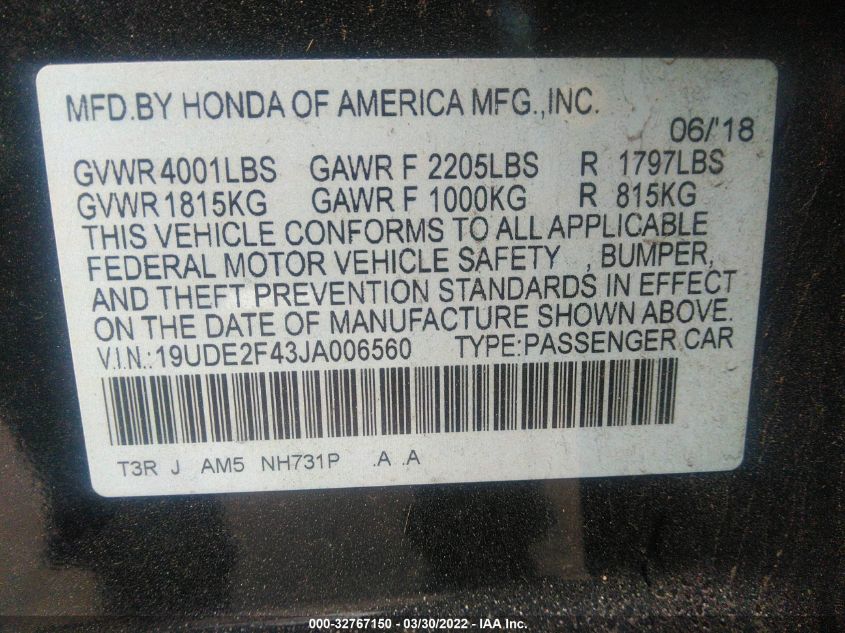 MFD.BY HONDA OF AMERICA MFG.,INC.
06/'18
GVWR 4001LBS GAWR F 2205LBS R 1797LBS
GVWR 1815KG GAWR F 1000KG R 815KG
THIS VEHICLE CONFORMS TO ALL APPLICABLE
FEDERAL MOTOR VEHICLE SAFETY , BUMPER,
AND THEFT PREVENTION STANDARDS IN EFFECT
ON THE DATE OF MANUFACTURE SHOWN ABOVE.
V.I.N.:19UDE2F43JA006560 TYPE:PASSENGER CAR
T3R J AM5 NH731P .A .A
000-32767150 - 03/30/2022 - IAA Inc.